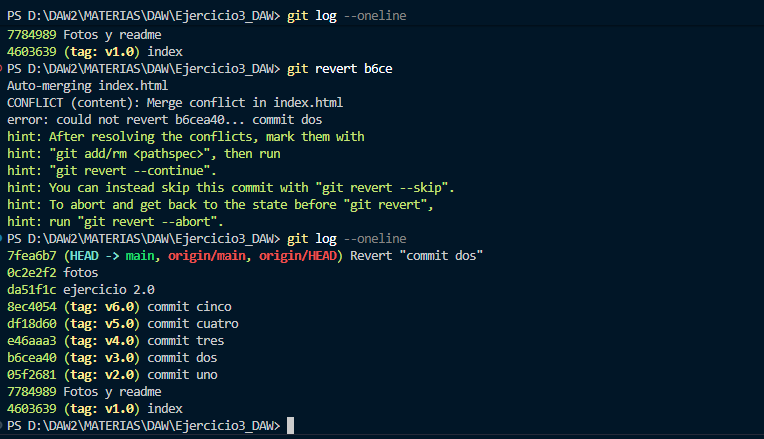 PS D:\DAW2\MATERIAS\DAW\Ejercicio3_DAW> git log --oneline
7784989 Fotos y readme
4603639 (tag: v1.0) index
PS D:\DAW2\MATERIAS\DAW\Ejercicio3_DAW> git revert b6ce
Auto-merging index.html
CONFLICT (content): Merge conflict in index.html
error: could not revert b6cea40... commit dos
hint: After resolving the conflicts, mark them with
hint: "git add/rm <pathspec>", then run
hint: "git revert --continue".
hint: You can instead skip this commit with "git revert --skip".
hint: To abort and get back to the state before "git revert",
hint: run "git revert --abort".
PS D:\DAW2\MATERIAS\DAW\Ejercicio3_DAW> git log --oneline
7fea6b7 (HEAD -> main, origin/main, origin/HEAD) Revert "commit dos"
0c2e2f2 fotos
da51f1c ejercicio 2.0
8ec4054 (tag: v6.0) commit cinco
df18d60 (tag: v5.0) commit cuatro
e46aaa3 (tag: v4.0) commit tres
b6cea40 (tag: v3.0) commit dos
05f2681 (tag: v2.0) commit uno
7784989 Fotos y readme
4603639 (tag: v1.0) index
PS D:\DAW2\MATERIAS\DAW\Ejercicio3_DAW>